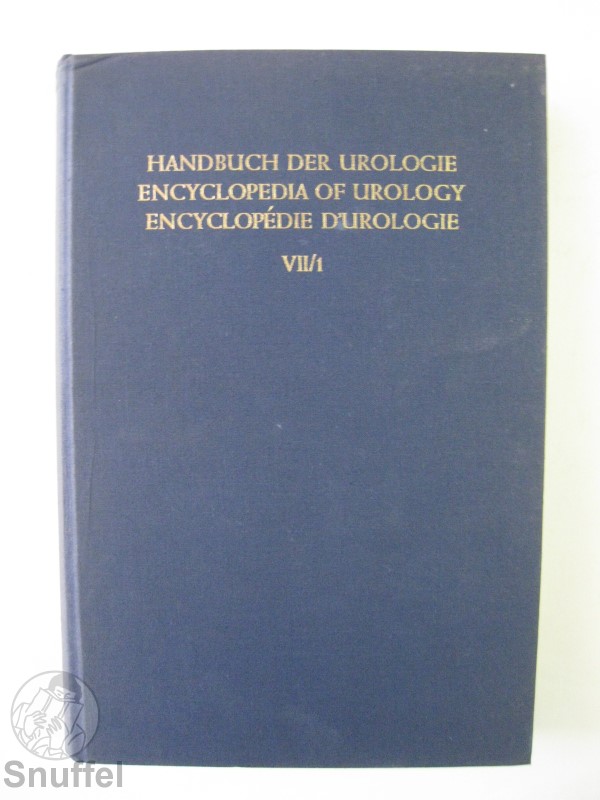 HANDBUCH DER UROLOGIE
ENCYCLOPEDIA OF UROLOGY
ENCYCLOPÉDIE D'UROLOGIE
VII/1
Snuffel